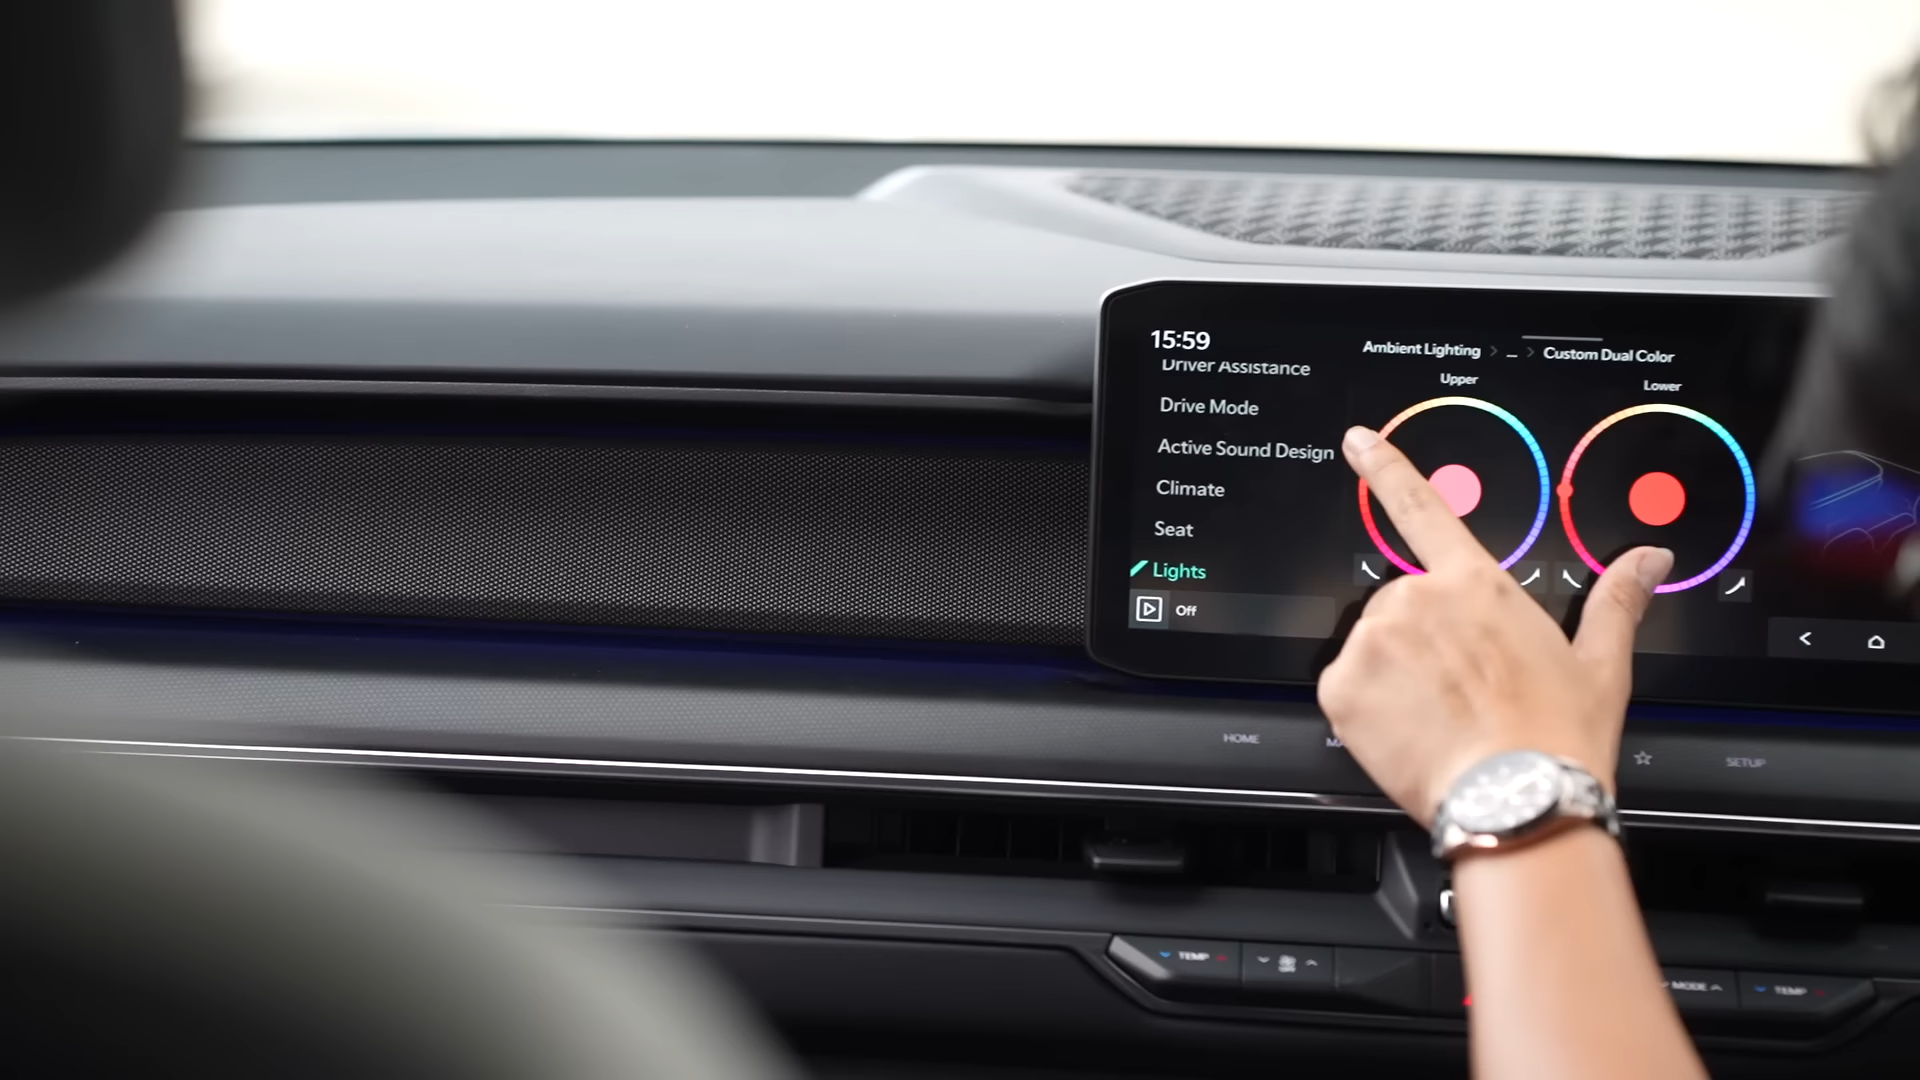 15:59
Ambient Lighting > ... > Custom Dual Color
Driver Assistance
Upper
Lower
Drive Mode
Active Sound Design
Climate
Seat
Lights
Off
HOME
SETUP
TEMP
OFF
MODE
TEMP